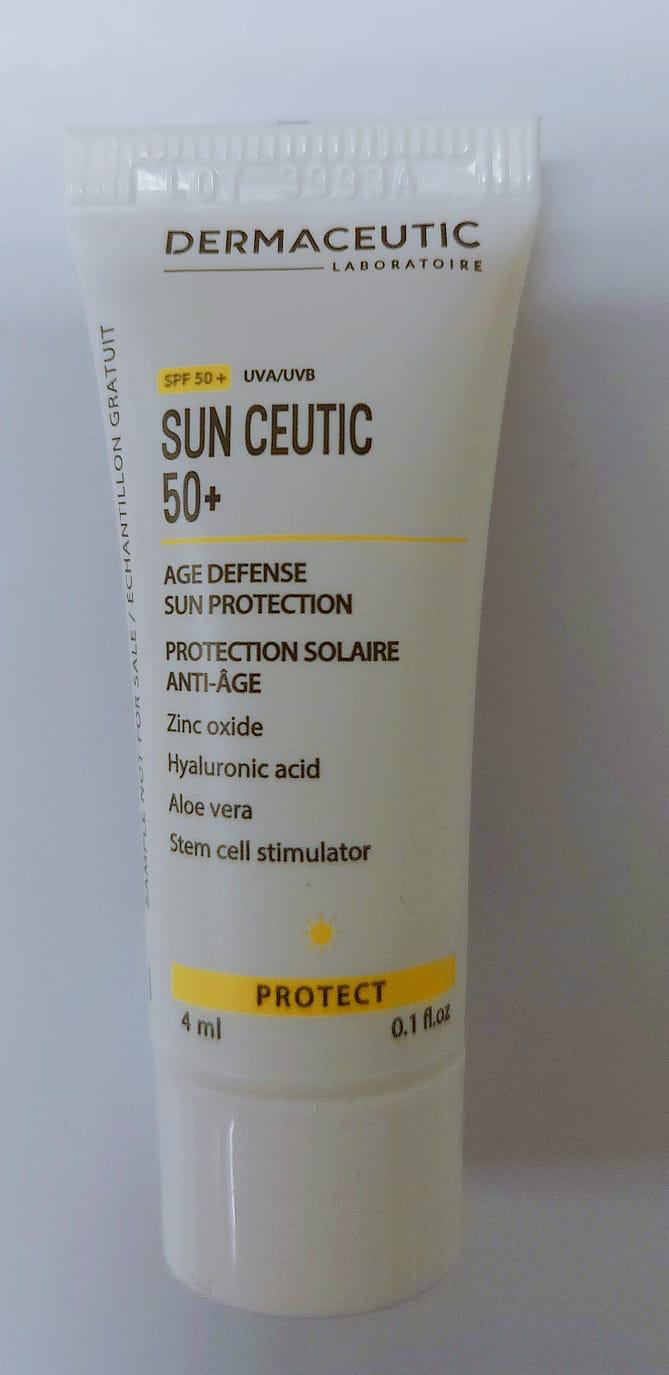 LOT 3993A
DERMACEUTIC
LABORATOIRE
SPF 50+ UVA/UVB
SUN CEUTIC
50+
AGE DEFENSE
SUN PROTECTION
PROTECTION SOLAIRE
ANTI-ÂGE
Zinc oxide
Hyaluronic acid
Aloe vera
Stem cell stimulator
PROTECT
4 ml 0.1 fl.oz
SAMPLE NOT FOR SALE / ÉCHANTILLON GRATUIT